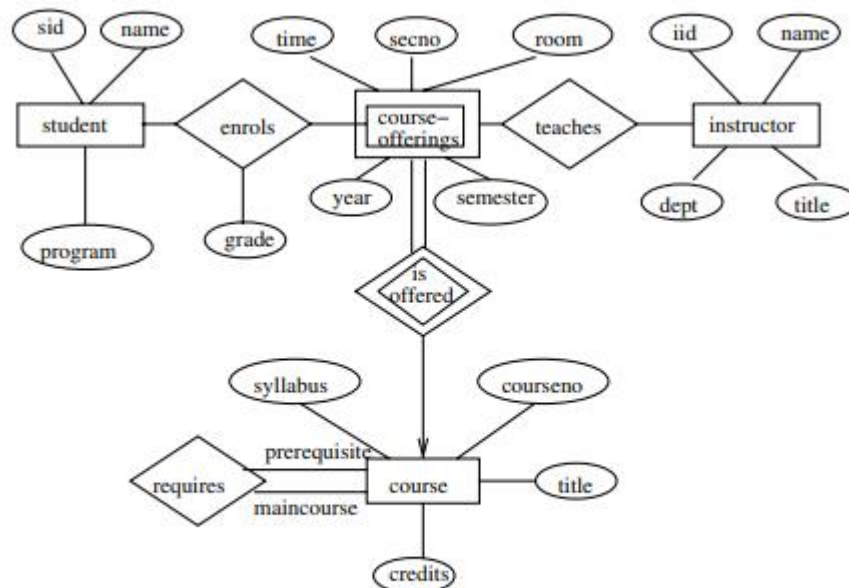 sid
name
time
secno
room
iid
name
student
enrols
course-
offerings
teaches
instructor
program
grade
year
semester
dept
title
is
offered
syllabus
courseno
prerequisite
requires
maincourse
course
title
credits